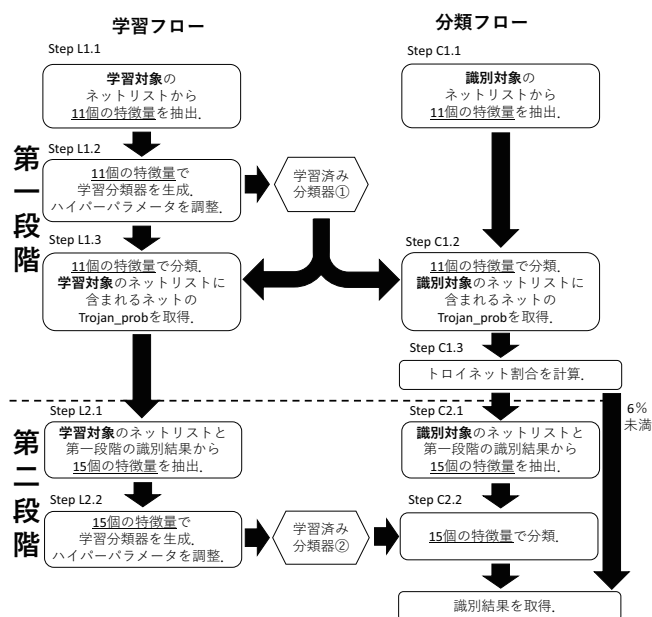 学習フロー
分類フロー
第一段階
Step L1.1
学習対象の
ネットリストから
11個の特徴量を抽出.
Step L1.2
11個の特徴量で
学習分類器を生成.
ハイパーパラメータを調整.
学習済み
分類器①
Step L1.3
11個の特徴量で分類.
学習対象のネットリストに
含まれるネットの
Trojan_probを取得.
Step C1.1
識別対象の
ネットリストから
11個の特徴量を抽出.
Step C1.2
11個の特徴量で分類.
識別対象のネットリストに
含まれるネットの
Trojan_probを取得.
Step C1.3
トロイネット割合を計算.
6%
未満
第二段階
Step L2.1
学習対象のネットリストと
第一段階の識別結果から
15個の特徴量を抽出.
Step L2.2
15個の特徴量で
学習分類器を生成.
ハイパーパラメータを調整.
学習済み
分類器②
Step C2.1
識別対象のネットリストと
第一段階の識別結果から
15個の特徴量を抽出.
Step C2.2
15個の特徴量で分類.
識別結果を取得.